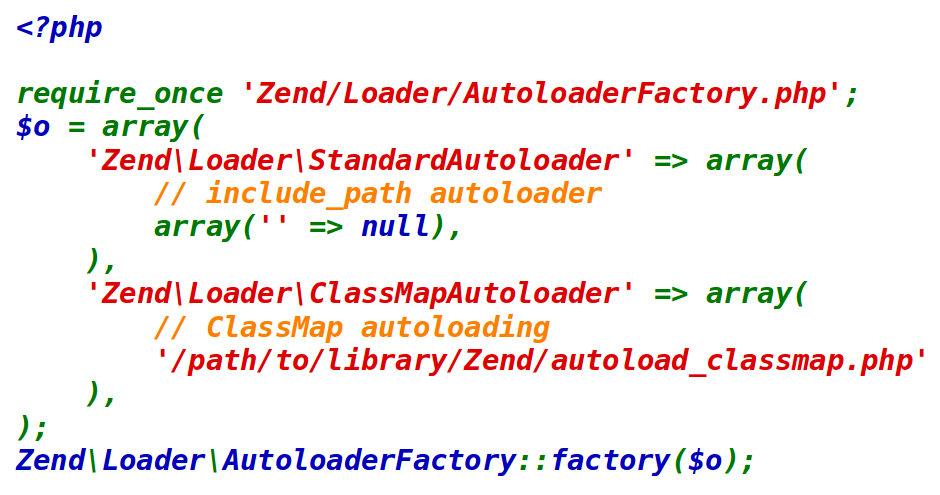 <?php

require_once 'Zend/Loader/AutoloaderFactory.php';
$o = array(
    'Zend\Loader\StandardAutoloader' => array(
        // include_path autoloader
        array('' => null),
    ),
    'Zend\Loader\ClassMapAutoloader' => array(
        // ClassMap autoloading
        '/path/to/library/Zend/autoload_classmap.php'
    ),
);
Zend\Loader\AutoloaderFactory::factory($o);